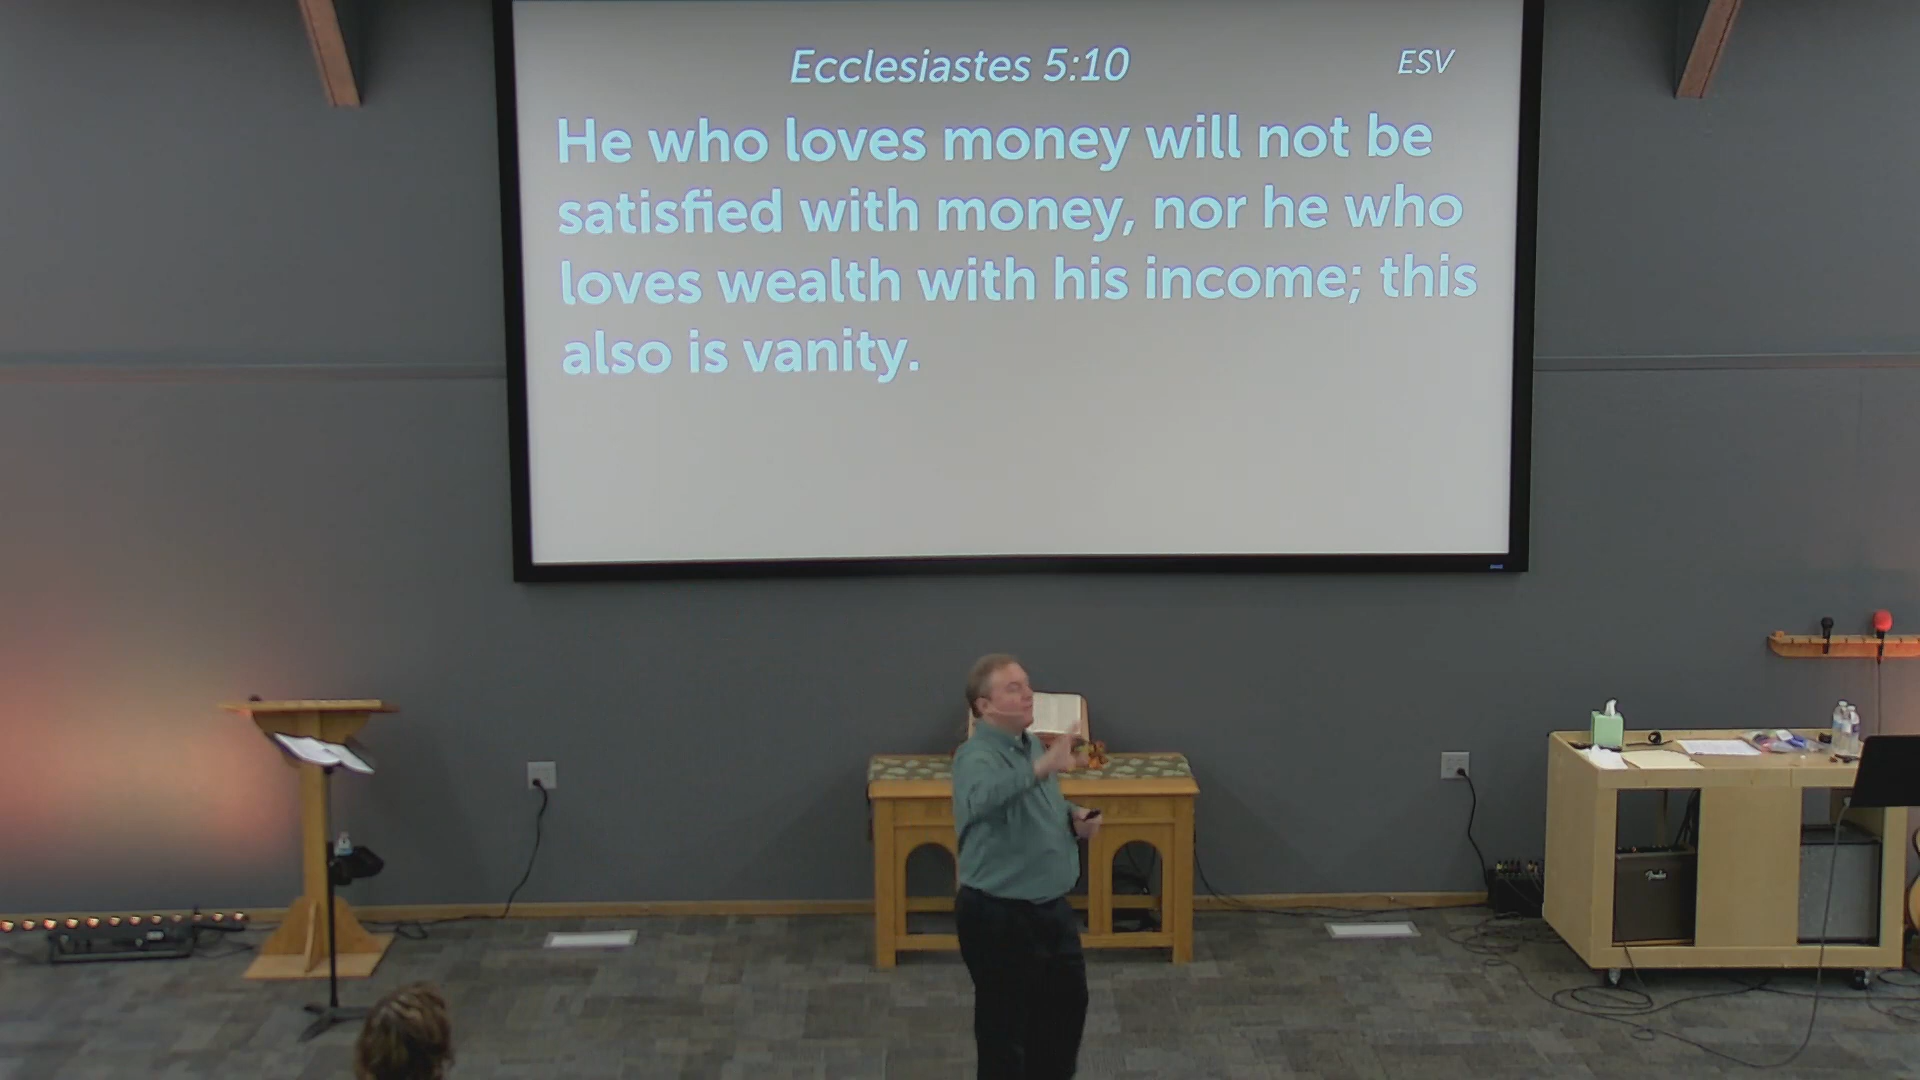 Ecclesiastes 5:10 ESV
He who loves money will not be
satisfied with money, nor he who
loves wealth with his income; this
also is vanity.
Fender